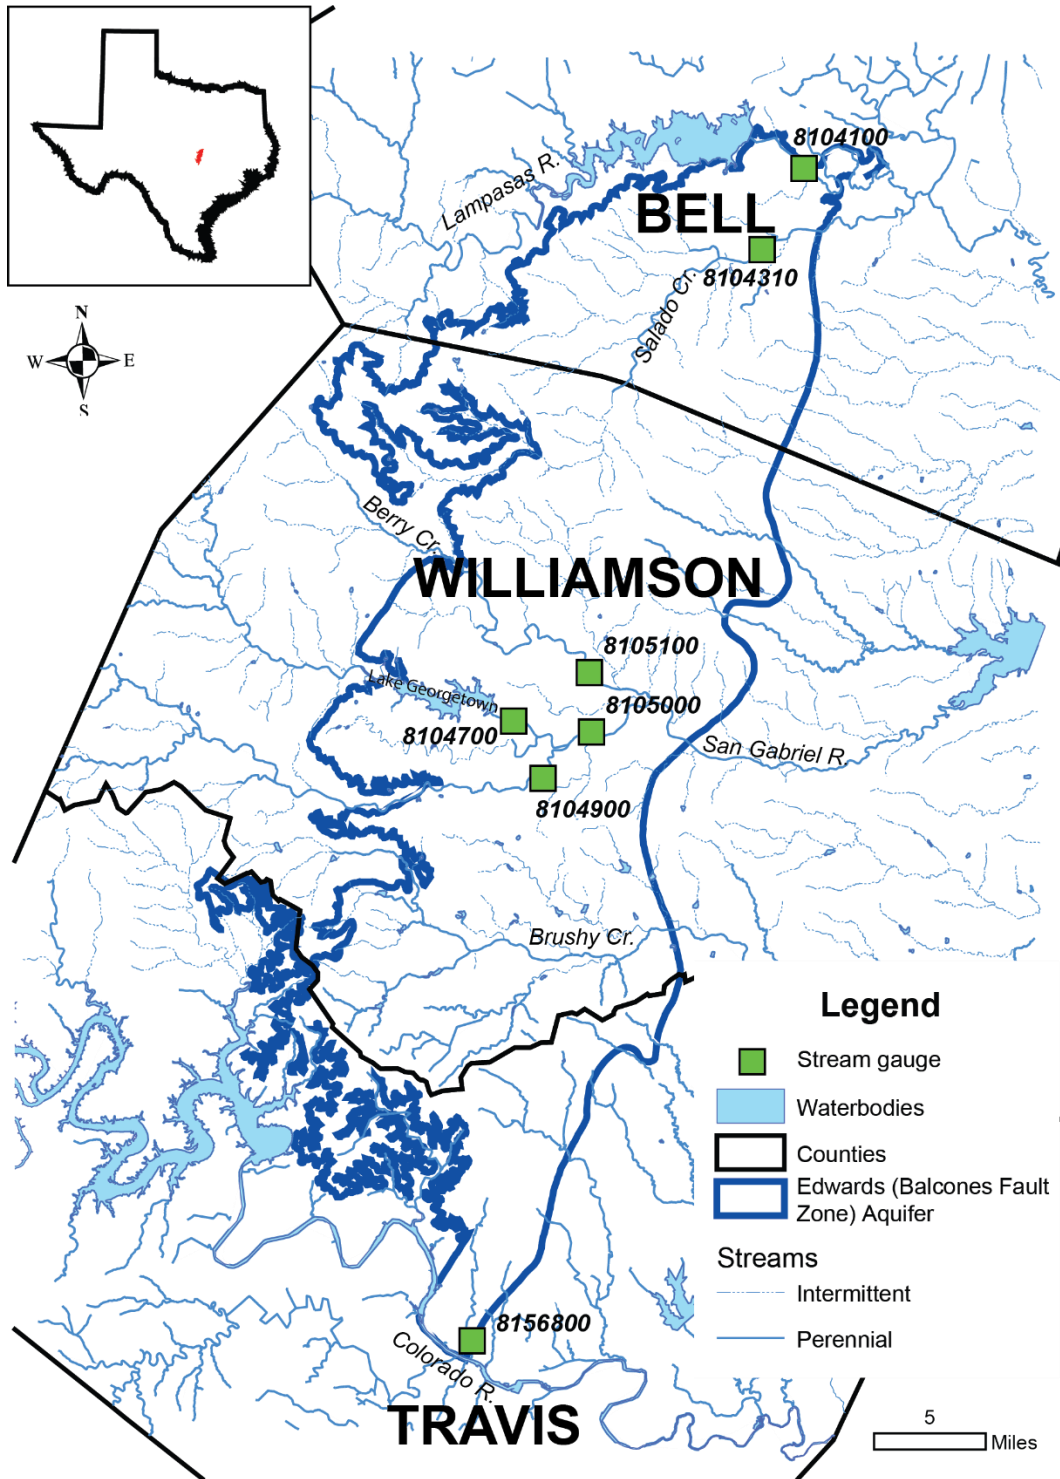 8104100
Lampasas R.
BELL
8104310
Salado Cr.
N
W
E
S
Berry Cr.
WILLIAMSON
8105100
Lake Georgetown
8105000
8104700
San Gabriel R.
8104900
Brushy Cr.
Legend
Stream gauge
Waterbodies
Counties
Edwards (Balcones Fault
Zone) Aquifer
Streams
Intermittent
Perennial
8156800
Colorado R.
TRAVIS
5
Miles